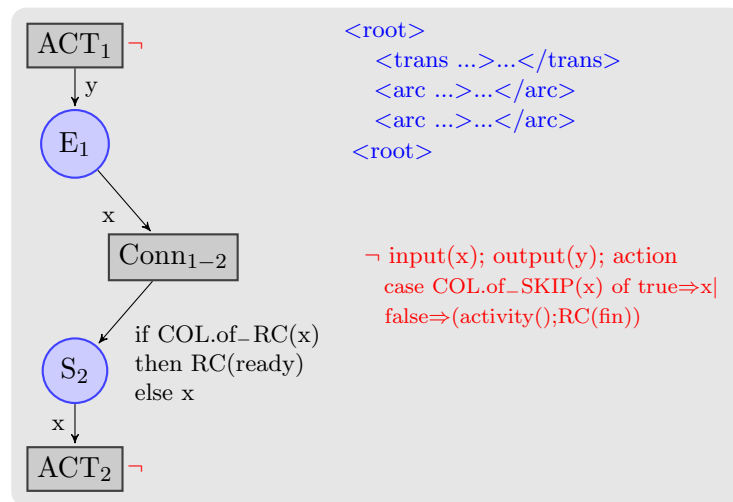 ACT₁ ¬
y
E₁
x
Conn₁₋₂
if COL.of_RC(x)
then RC(ready)
else x
S₂
x
ACT₂ ¬
<root>
<trans ...>...</trans>
<arc ...>...</arc>
<arc ...>...</arc>
<root>
¬ input(x); output(y); action
case COL.of_SKIP(x) of true⇒x|
false⇒(activity();RC(fin))